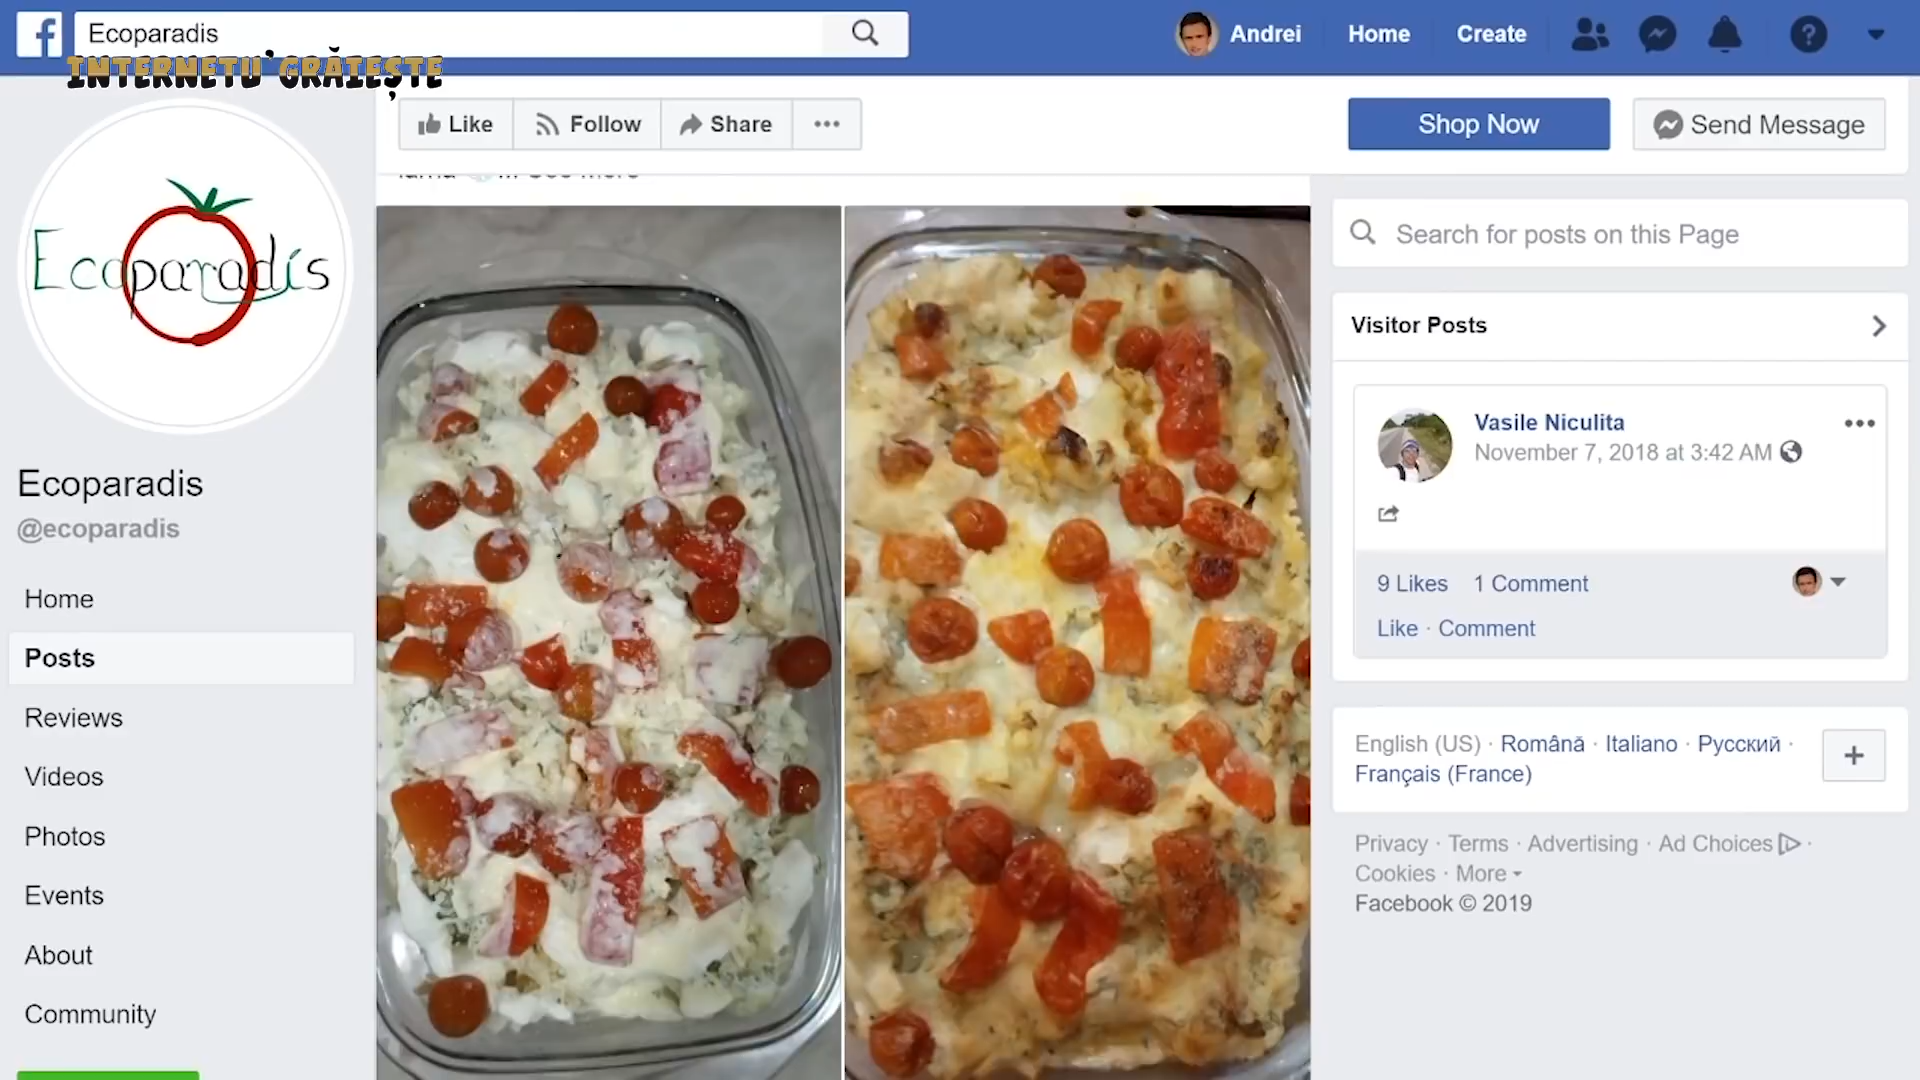 Ecoparadis
Andrei
Home
Create
INTERNETU' GRĂIEȘTE
Like
Follow
Share
Shop Now
Send Message
Ecoparadis
Search for posts on this Page
Visitor Posts
Vasile Niculita
November 7, 2018 at 3:42 AM
Ecoparadis
@ecoparadis
Home
Posts
Reviews
Videos
Photos
Events
About
Community
9 Likes 1 Comment
Like · Comment
English (US) · Română · Italiano · Русский ·
Français (France)
Privacy · Terms · Advertising · Ad Choices ·
Cookies · More
Facebook © 2019